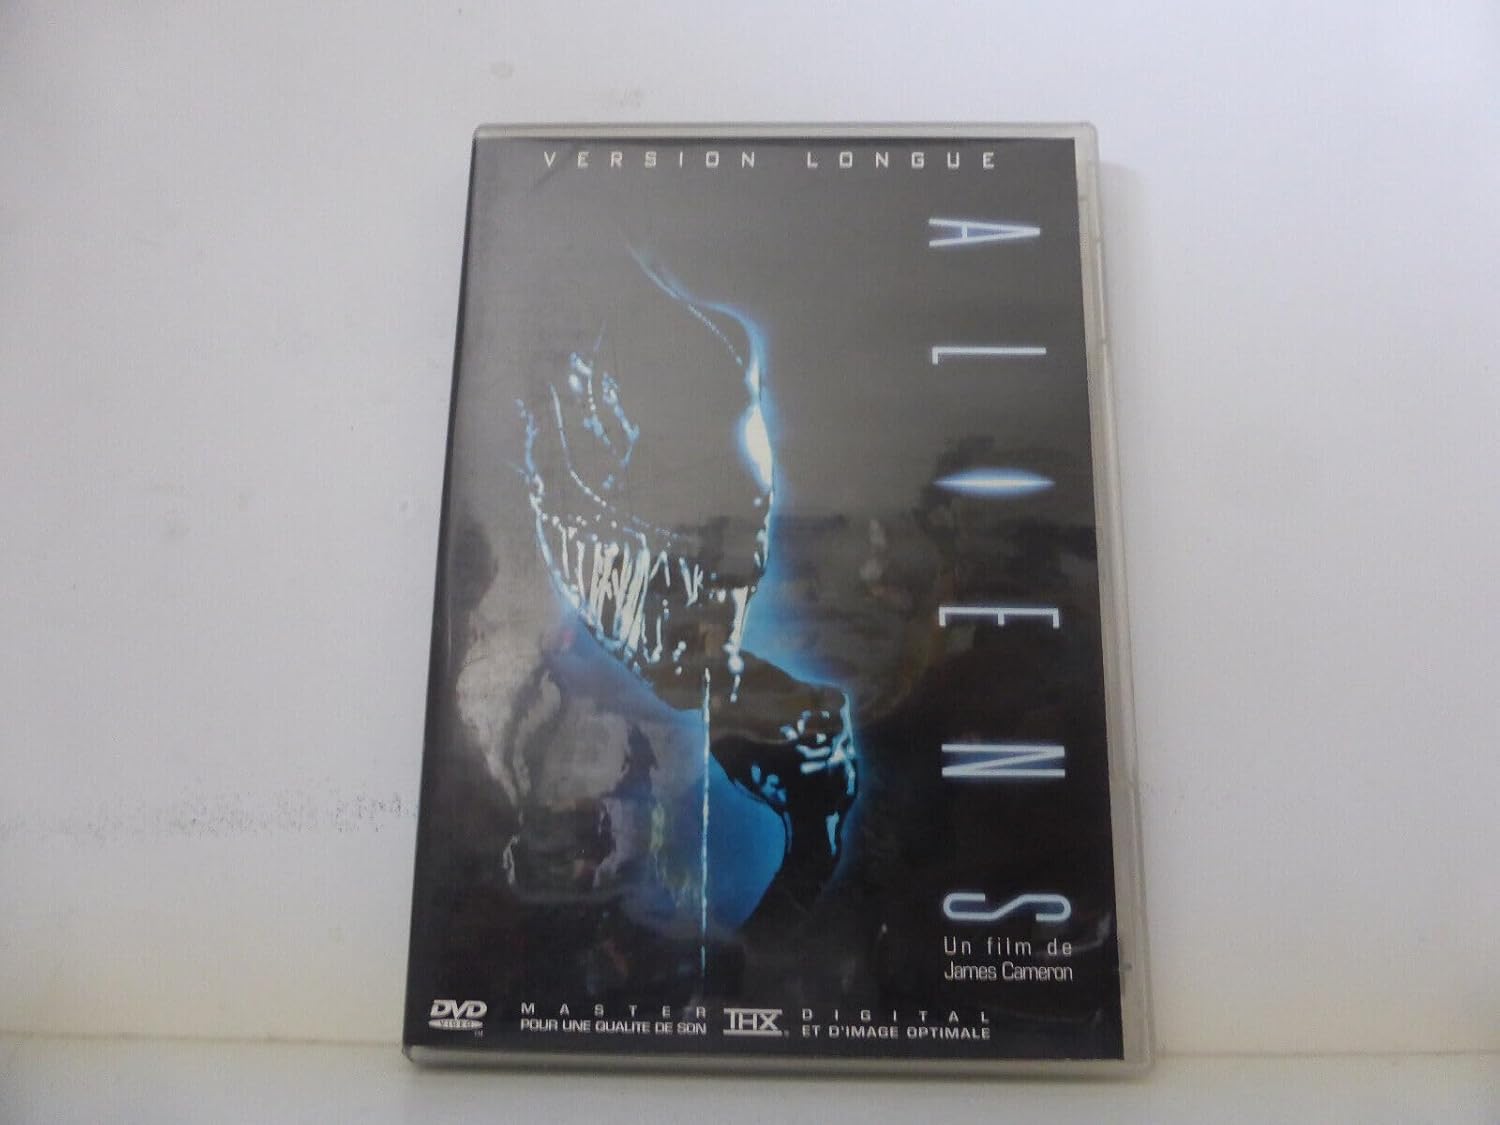 VERSION LONGUE
ALIENS
Un film de
James Cameron
DVD
VIDEO
MASTER
POUR UNE QUALITE DE SON
THX
DIGITAL
ET D'IMAGE OPTIMALE